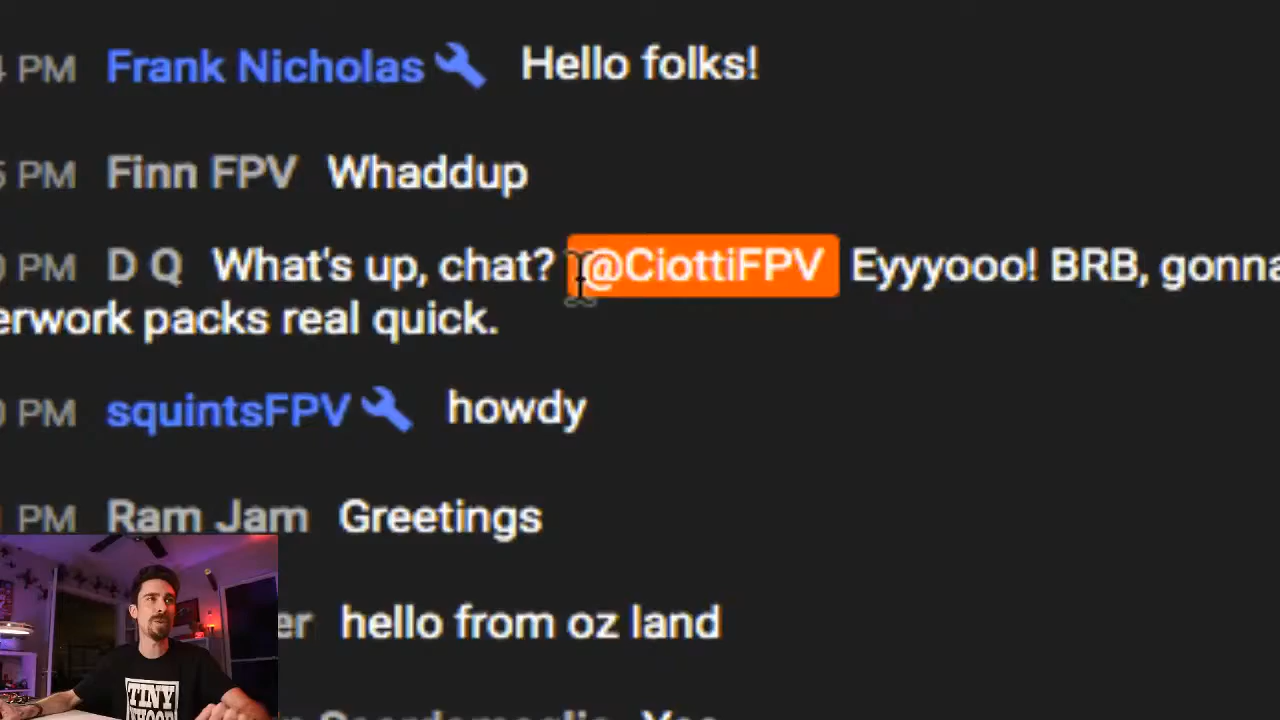 PM Frank Nicholas Hello folks!
PM Finn FPV Whaddup
PM D Q What's up, chat? @CiottiFPV Eyyyooo! BRB, gonna
erwork packs real quick.
PM squintsFPV howdy
PM Ram Jam Greetings
er hello from oz land
TINY
WHOOP